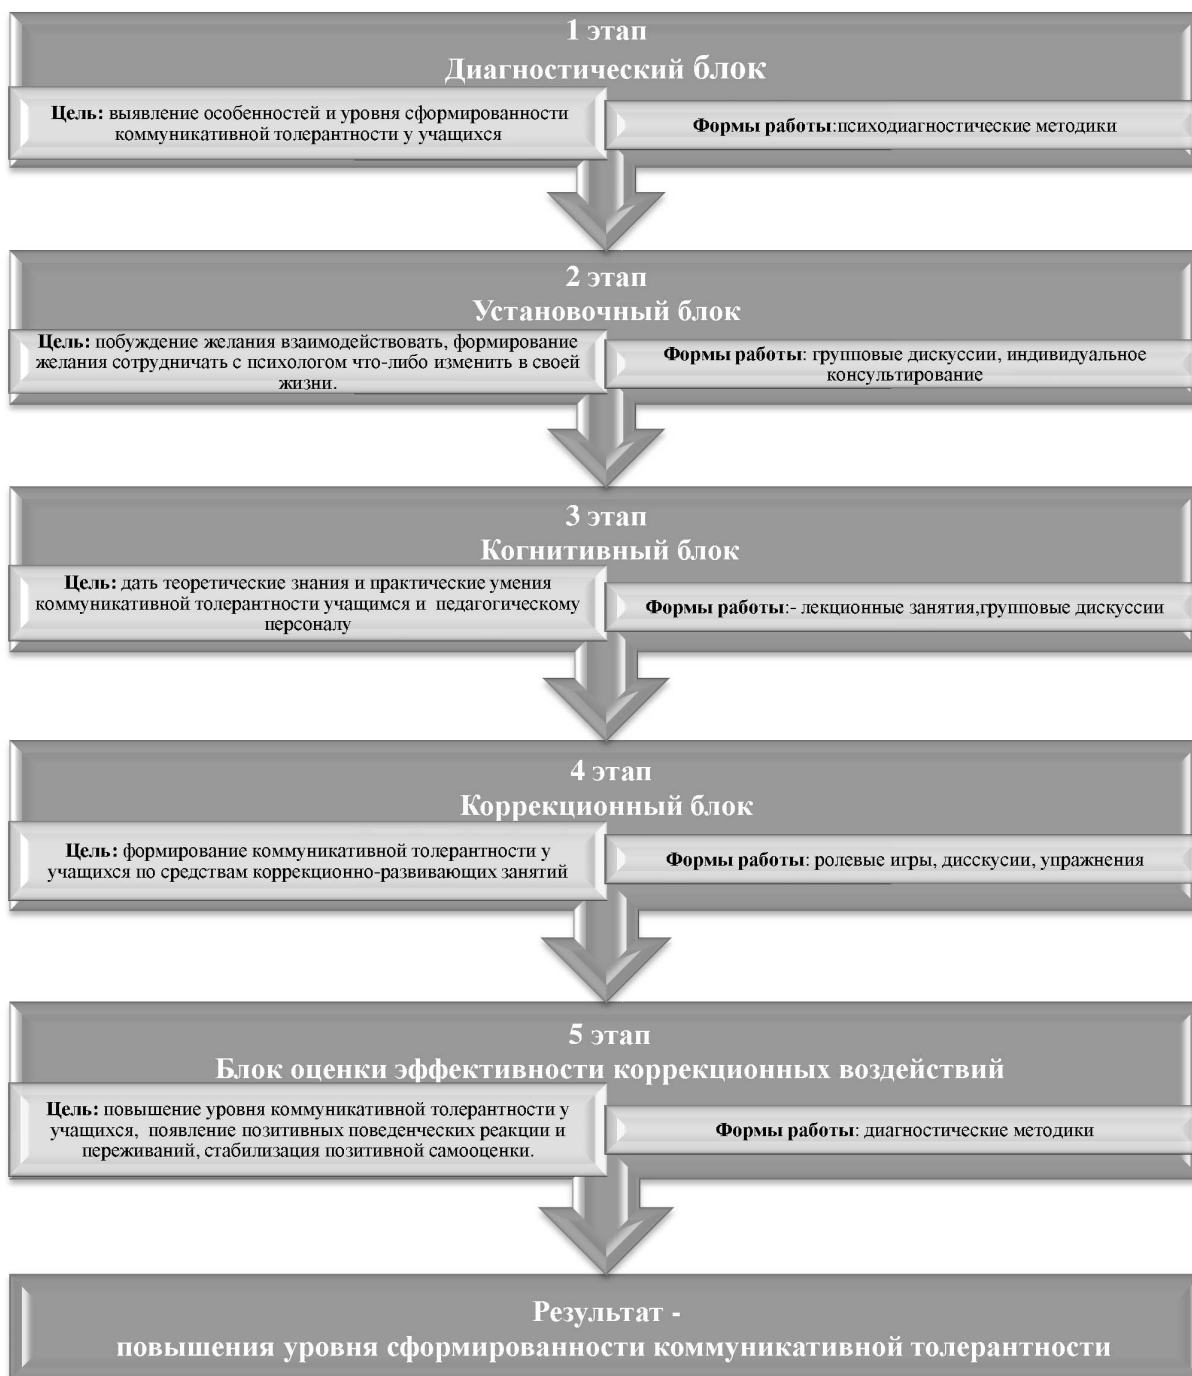 1 этап
Диагностический блок
Цель: выявление особенностей и уровня сформированности
коммуникативной толерантности у учащихся
Формы работы:психодиагностические методики
2 этап
Установочный блок
Цель: побуждение желания взаимодействовать, формирование
желания сотрудничать с психологом что-либо изменить в своей
жизни.
Формы работы: групповые дискуссии, индивидуальное
консультирование
3 этап
Когнитивный блок
Цель: дать теоретические знания и практические умения
коммуникативной толерантности учащимся и педагогическому
персоналу
Формы работы:- лекционные занятия,групповые дискуссии
4 этап
Коррекционный блок
Цель: формирование коммуникативной толерантности у
учащихся по средствам коррекционно-развивающих занятий
Формы работы: ролевые игры, дисскусии, упражнения
5 этап
Блок оценки эффективности коррекционных воздействий
Цель: повышение уровня коммуникативной толерантности у
учащихся, появление позитивных поведенческих реакции и
переживаний, стабилизация позитивной самооценки.
Формы работы: диагностические методики
Результат -
повышения уровня сформированности коммуникативной толерантности